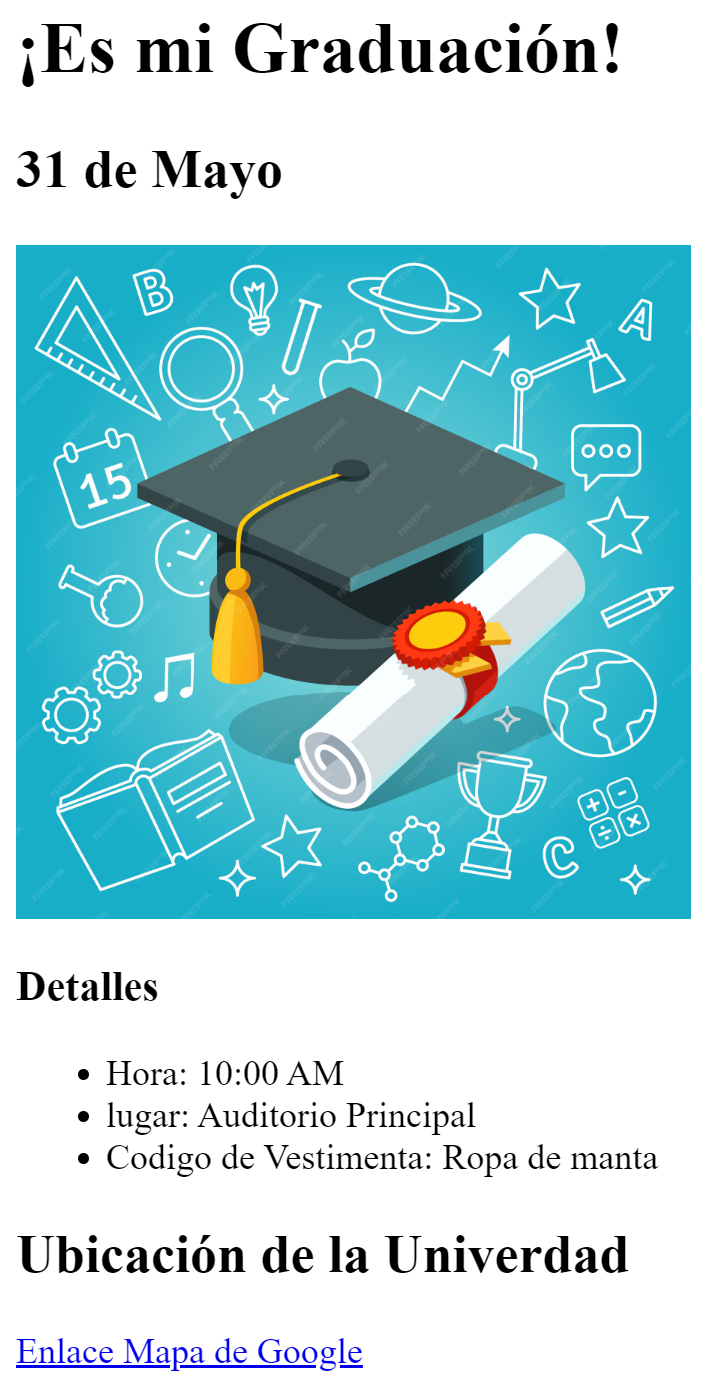 ¡Es mi Graduación!
31 de Mayo
B
A
15
C
Detalles
Hora: 10:00 AM
lugar: Auditorio Principal
Codigo de Vestimenta: Ropa de manta
Ubicación de la Univerdad
Enlace Mapa de Google